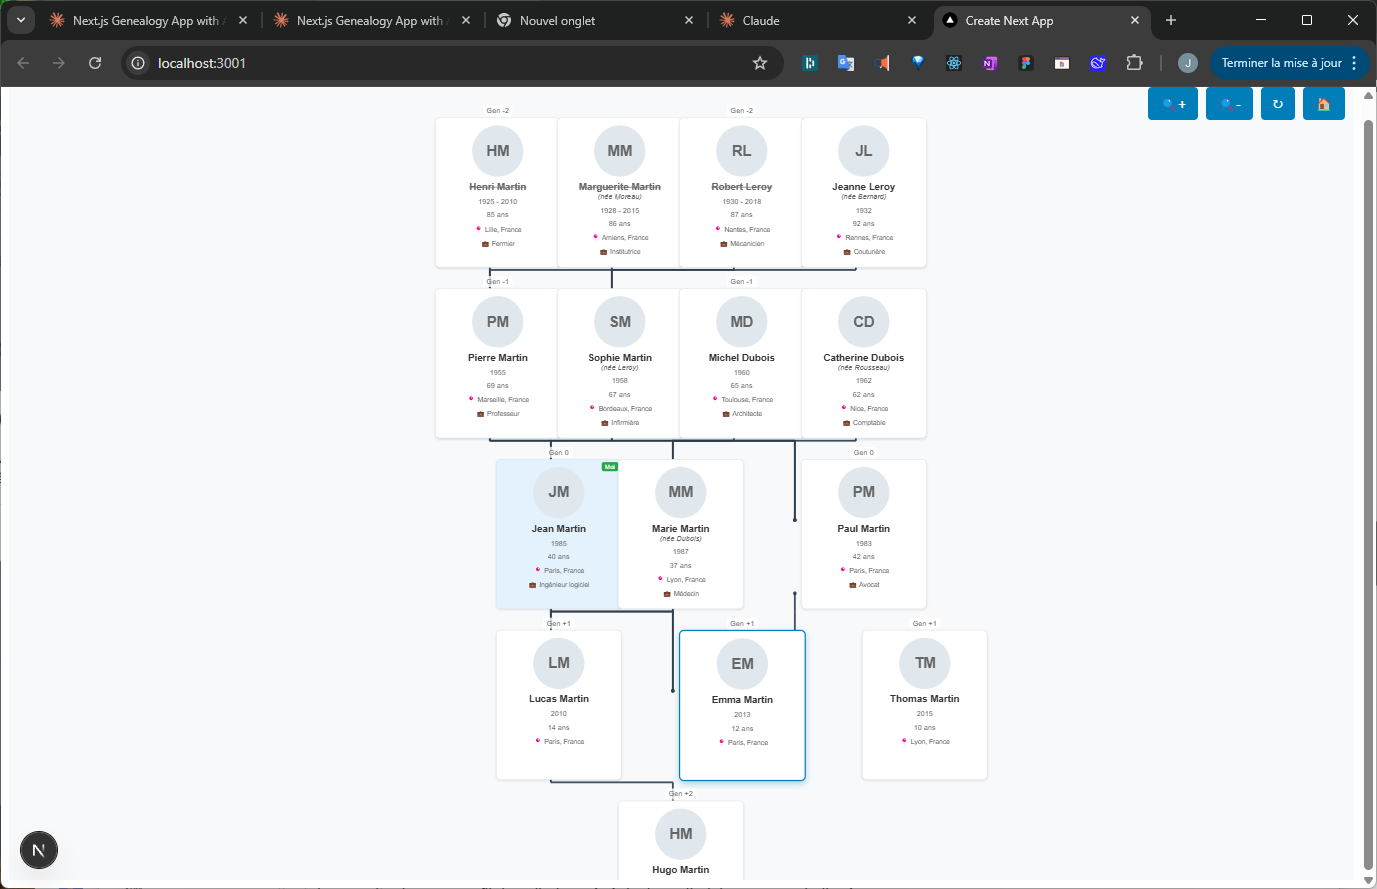 Next.js Genealogy App with
Next.js Genealogy App with
Nouvel onglet
Claude
Create Next App
localhost:3001
J
Terminer la mise à jour
+
-
↻
Gen -2
Gen -2
HM
MM
RL
JL
Henri Martin
Marguerite Martin
Robert Leroy
Jeanne Leroy
(née Moreau)
(née Bernard)
1925 - 2010
1928 - 2015
1930 - 2018
1932
85 ans
86 ans
87 ans
92 ans
Lille, France
Amiens, France
Nantes, France
Rennes, France
Fermier
Institutrice
Mécanicien
Couturière
Gen -1
Gen -1
PM
SM
MD
CD
Pierre Martin
Sophie Martin
Michel Dubois
Catherine Dubois
(née Leroy)
(née Rousseau)
1955
1958
1960
1962
69 ans
67 ans
65 ans
62 ans
Marseille, France
Bordeaux, France
Toulouse, France
Nice, France
Professeur
Infirmière
Architecte
Comptable
Gen 0
Gen 0
Moi
JM
MM
PM
Jean Martin
Marie Martin
Paul Martin
(née Dubois)
1985
1987
1983
40 ans
37 ans
42 ans
Paris, France
Lyon, France
Paris, France
Ingénieur logiciel
Médecin
Avocat
Gen +1
Gen +1
Gen +1
LM
EM
TM
Lucas Martin
Emma Martin
Thomas Martin
2010
2013
2015
14 ans
12 ans
10 ans
Paris, France
Paris, France
Lyon, France
Gen +2
HM
Hugo Martin
N